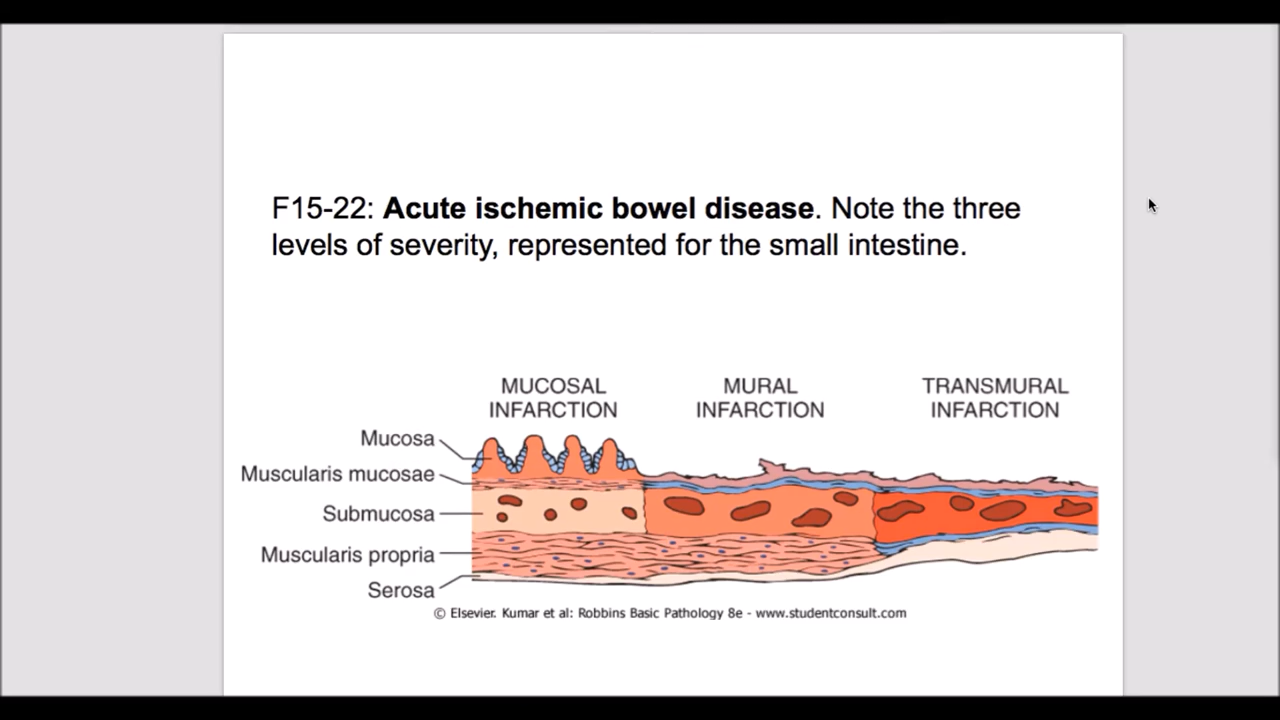 F15-22: Acute ischemic bowel disease. Note the three
levels of severity, represented for the small intestine.
MUCOSAL
INFARCTION
MURAL
INFARCTION
TRANSMURAL
INFARCTION
Mucosa
Muscularis mucosae
Submucosa
Muscularis propria
Serosa
© Elsevier. Kumar et al: Robbins Basic Pathology 8e - www.studentconsult.com